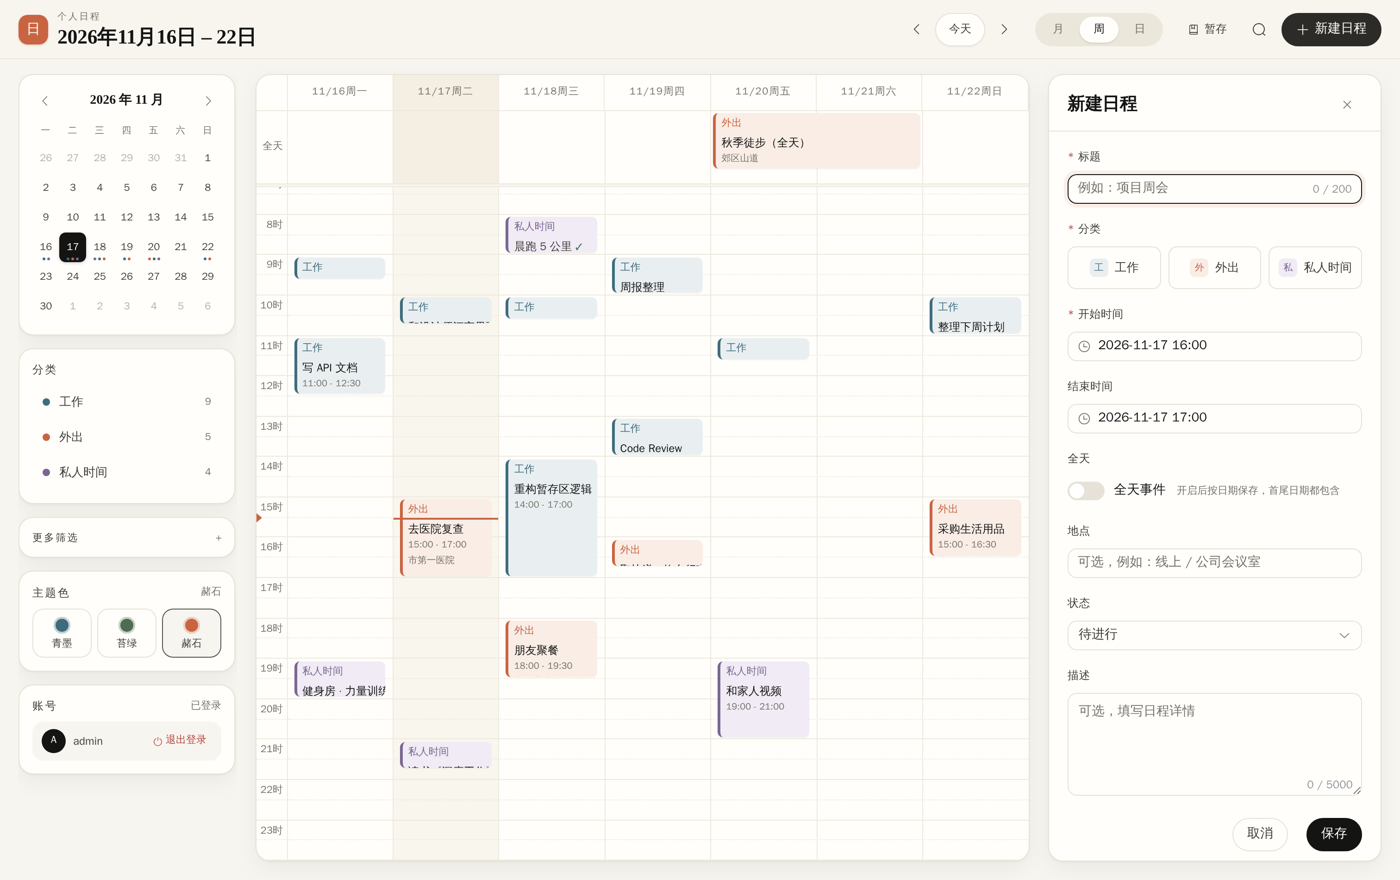 日
个人日程
2026年11月16日 – 22日
今天
月
周
日
暂存
新建日程
2026 年 11 月
一 二 三 四 五 六 日
26 27 28 29 30 31 1
2 3 4 5 6 7 8
9 10 11 12 13 14 15
16 17 18 19 20 21 22
23 24 25 26 27 28 29
30 1 2 3 4 5 6
分类
工作 9
外出 5
私人时间 4
更多筛选 +
主题色 赭石
青墨 苔绿 赭石
账号 已登录
A admin 退出登录
11/16周一 11/17周二 11/18周三 11/19周四 11/20周五 11/21周六 11/22周日
全天
外出
秋季徒步（全天）
郊区山道
8时
私人时间
晨跑 5 公里 ✓
9时
工作
工作
周报整理
10时
工作
工作
工作
整理下周计划
11时
工作
写 API 文档
11:00 - 12:30
工作
12时
13时
工作
Code Review
14时
工作
重构暂存区逻辑
14:00 - 17:00
15时
外出
去医院复查
15:00 - 17:00
市第一医院
外出
采购生活用品
15:00 - 16:30
16时
外出
17时
18时
外出
朋友聚餐
18:00 - 19:30
19时
私人时间
健身房 · 力量训练
私人时间
和家人视频
19:00 - 21:00
20时
21时
私人时间
22时
23时
新建日程
* 标题
例如：项目周会 0 / 200
* 分类
工 工作
外 外出
私 私人时间
* 开始时间
2026-11-17 16:00
结束时间
2026-11-17 17:00
全天
全天事件 开启后按日期保存，首尾日期都包含
地点
可选，例如：线上 / 公司会议室
状态
待进行
描述
可选，填写日程详情
0 / 5000
取消
保存